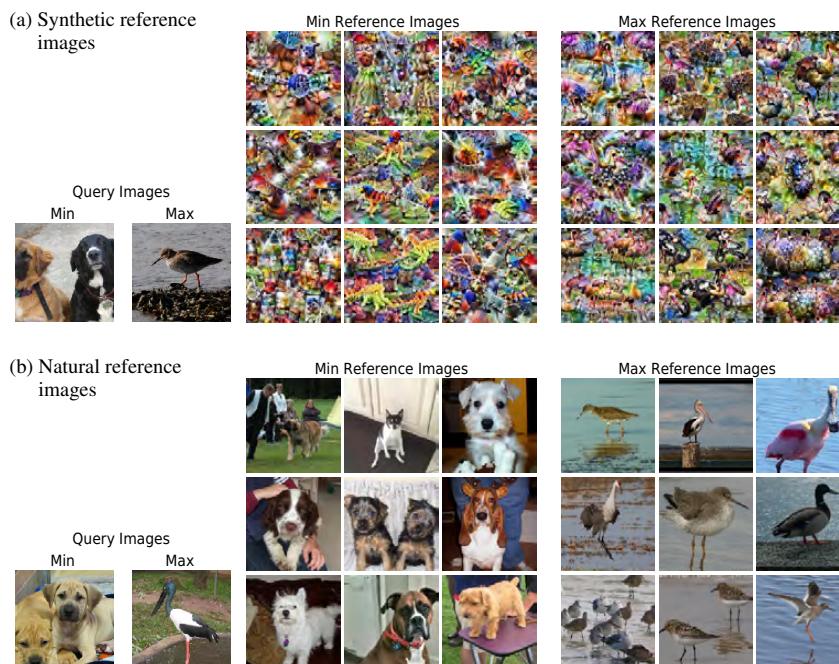 (a) Synthetic reference
images
Min Reference Images
Max Reference Images
Query Images
Min
Max
(b) Natural reference
images
Min Reference Images
Max Reference Images
Query Images
Min
Max